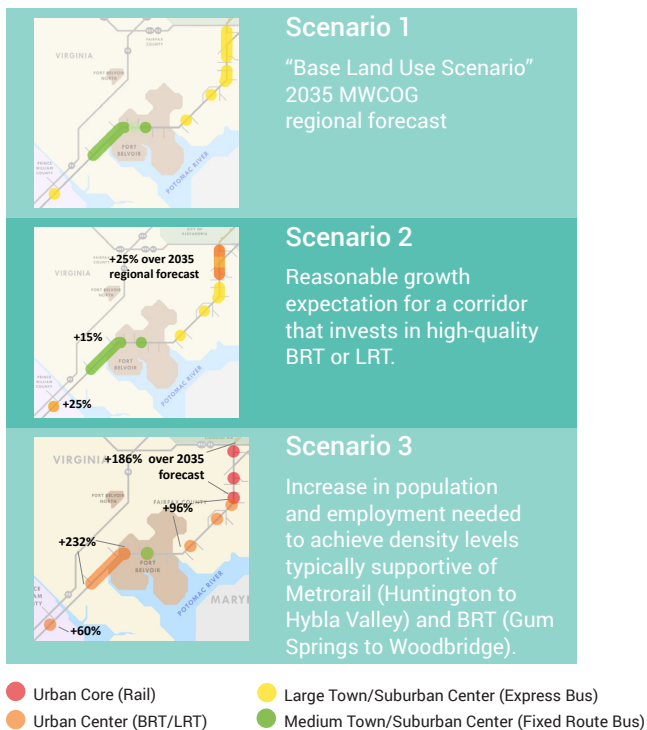 Scenario 1
“Base Land Use Scenario”
2035 MWCOG
regional forecast
VIRGINIA
FAIRFAX
COUNTY
FORT BELVOIR
NORTH
FORT
BELVOIR
PRINCE
WILLIAM
COUNTY
POTOMAC RIVER
Scenario 2
Reasonable growth
expectation for a corridor
that invests in high-quality
BRT or LRT.
CITY OF
ALEXANDRIA
+25% over 2035
regional forecast
VIRGINIA
FAIRFAX
COUNTY
FORT BELVOIR
NORTH
+15%
FORT
BELVOIR
PRINCE
WILLIAM
COUNTY
+25%
POTOMAC RIVER
Scenario 3
Increase in population
and employment needed
to achieve density levels
typically supportive of
Metrorail (Huntington to
Hybla Valley) and BRT (Gum
Springs to Woodbridge).
VIRGINIA
+186% over 2035
forecast
FORT BELVOIR
NORTH
FAIRFAX COUNTY
+96%
+232%
FORT
BELVOIR
POTOMAC RIVER
MARY
+60%
Urban Core (Rail)
Large Town/Suburban Center (Express Bus)
Urban Center (BRT/LRT)
Medium Town/Suburban Center (Fixed Route Bus)